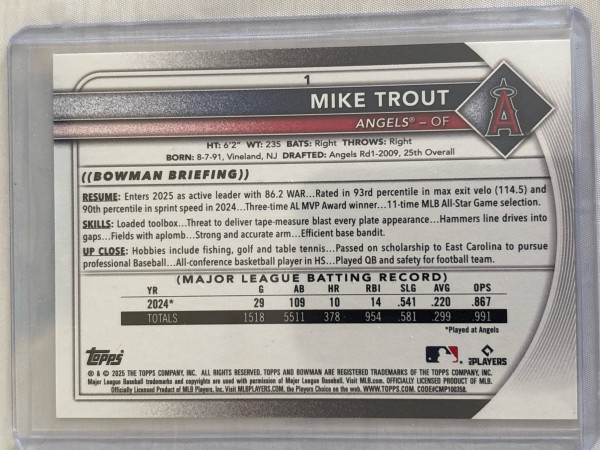 1
MIKE TROUT
ANGELS® – OF
A
HT: 6'2" WT: 235 BATS: Right THROWS: Right
BORN: 8-7-91, Vineland, NJ DRAFTED: Angels Rd1-2009, 25th Overall
((BOWMAN BRIEFING))
RESUME: Enters 2025 as active leader with 86.2 WAR...Rated in 93rd percentile in max exit velo (114.5) and
90th percentile in sprint speed in 2024...Three-time AL MVP Award winner...11-time MLB All-Star Game selection.
SKILLS: Loaded toolbox...Threat to deliver tape-measure blast every plate appearance...Hammers line drives into
gaps...Fields with aplomb...Strong and accurate arm...Efficient base bandit.
UP CLOSE: Hobbies include fishing, golf and table tennis...Passed on scholarship to East Carolina to pursue
professional Baseball...All-conference basketball player in HS...Played QB and safety for football team.
(MAJOR LEAGUE BATTING RECORD)
YR G AB HR RBI SLG AVG OPS
2024* 29 109 10 14 .541 .220 .867
TOTALS 1518 5511 378 954 .581 .299 .991
*Played at Angels
Topps
MLB PLAYERS
® & © 2025 THE TOPPS COMPANY, INC. ALL RIGHTS RESERVED. TOPPS AND BOWMAN ARE REGISTERED TRADEMARKS OF THE TOPPS COMPANY, INC.
Major League Baseball trademarks and copyrights are used with permission of Major League Baseball. Visit MLB.com. OFFICIALLY LICENSED PRODUCT OF MLB.
Officially Licensed Product of MLB Players, Inc. Visit MLBPLAYERS.com, the Players Choice on the web. WWW.TOPPS.COM CODE#CMP100358.